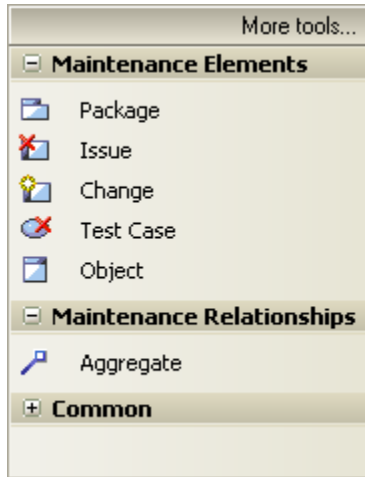 More tools...
Maintenance Elements
Package
Issue
Change
Test Case
Object
Maintenance Relationships
Aggregate
Common